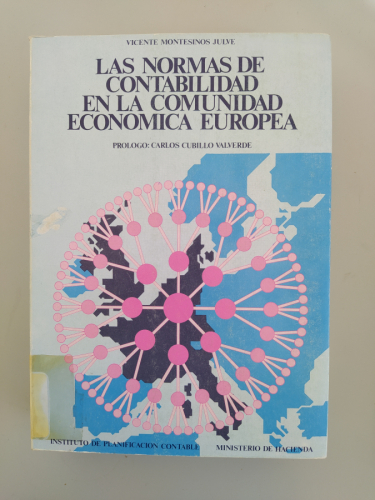 VICENTE MONTESINOS JULVE
LAS NORMAS DE
CONTABILIDAD
EN LA COMUNIDAD
ECONOMICA EUROPEA
PROLOGO: CARLOS CUBILLO VALVERDE
INSTITUTO DE PLANIFICACION CONTABLE MINISTERIO DE HACIENDA